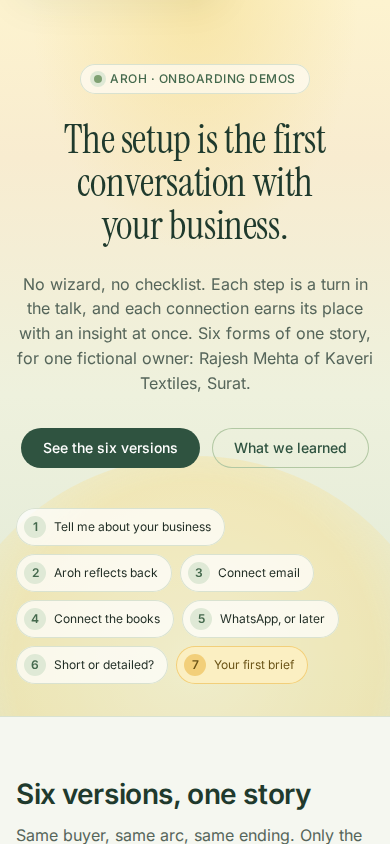 AROH · ONBOARDING DEMOS
The setup is the first
conversation with
your business.
No wizard, no checklist. Each step is a turn in
the talk, and each connection earns its place
with an insight at once. Six forms of one story,
for one fictional owner: Rajesh Mehta of Kaveri
Textiles, Surat.
See the six versions
What we learned
1 Tell me about your business
2 Aroh reflects back
3 Connect email
4 Connect the books
5 WhatsApp, or later
6 Short or detailed?
7 Your first brief
Six versions, one story
Same buyer, same arc, same ending. Only the